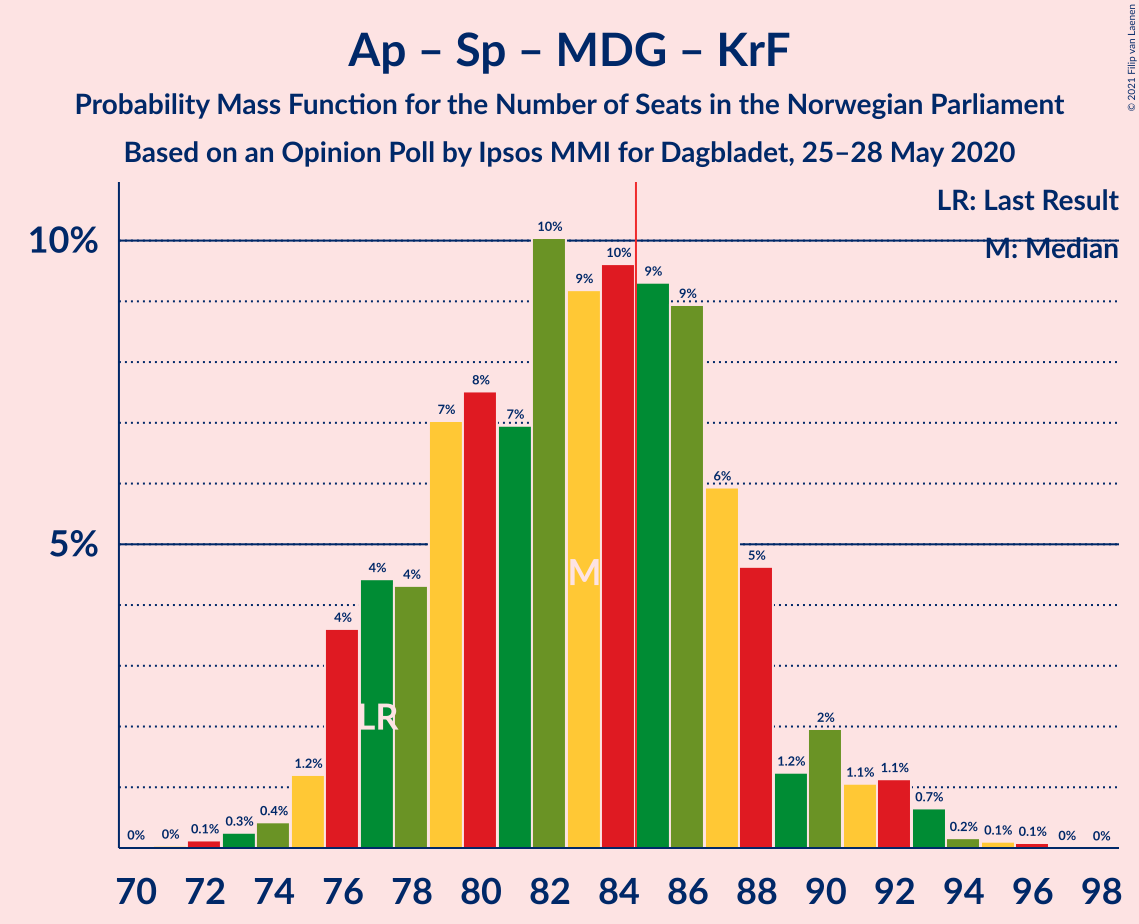 Ap – Sp – MDG – KrF
Probability Mass Function for the Number of Seats in the Norwegian Parliament
Based on an Opinion Poll by Ipsos MMI for Dagbladet, 25–28 May 2020
© 2021 Filip van Laenen
LR: Last Result
M: Median
10%
5%
0% 0% 0.1% 0.3% 0.4% 1.2% 4% 4% 4% 7% 8% 7% 10% 9% 10% 9% 9% 6% 5% 1.2% 2% 1.1% 1.1% 0.7% 0.2% 0.1% 0.1% 0% 0%
M
LR
70 72 74 76 78 80 82 84 86 88 90 92 94 96 98